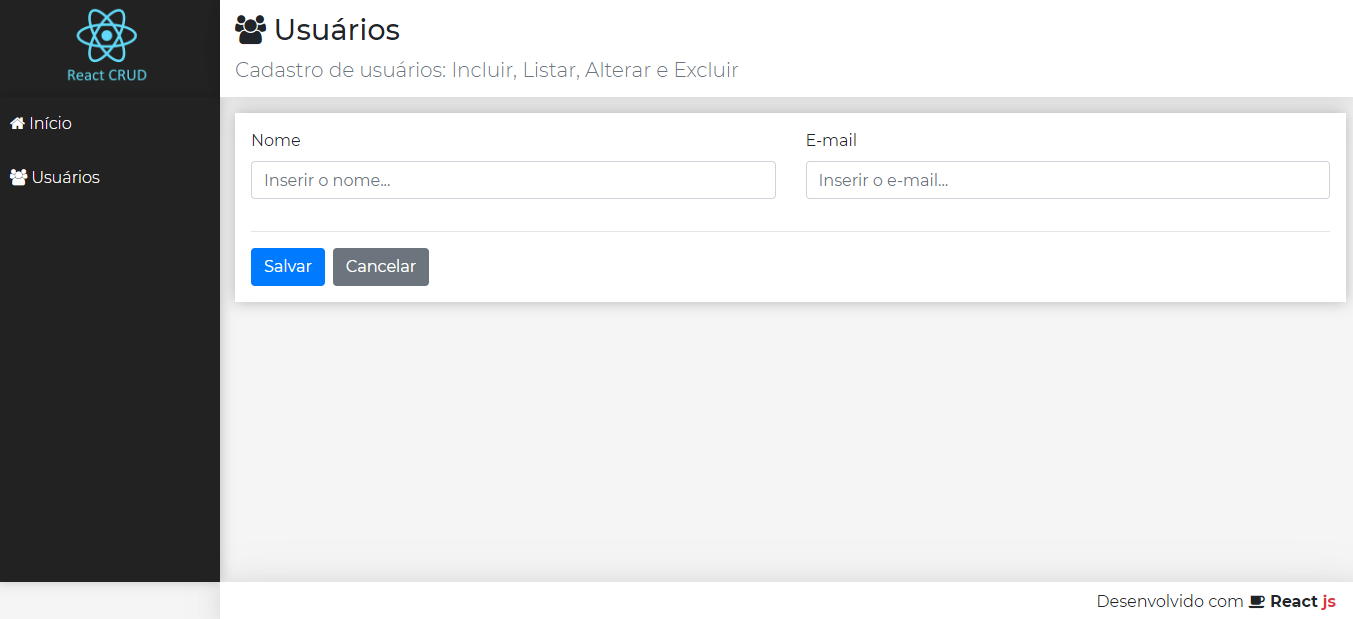 React CRUD
Início
Usuários
Usuários
Cadastro de usuários: Incluir, Listar, Alterar e Excluir
Nome
E-mail
Inserir o nome...
Inserir o e-mail...
Salvar
Cancelar
Desenvolvido com React js